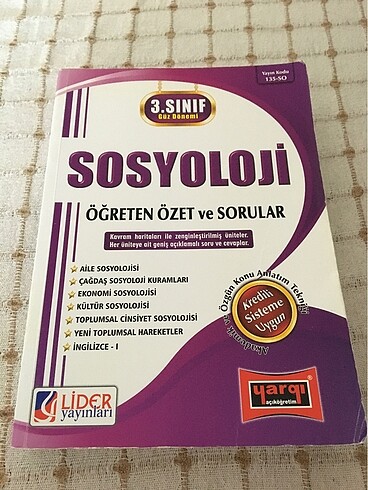 Yayın Kodu
135-SO
3.SINIF
Güz Dönemi
SOSYOLOJİ
ÖĞRETEN ÖZET ve SORULAR
Kavram haritaları ile zenginleştirilmiş üniteler.
Her üniteye ait geniş açıklamalı soru ve cevaplar.
AİLE SOSYOLOJİSİ
ÇAĞDAŞ SOSYOLOJİ KURAMLARI
EKONOMİ SOSYOLOJİSİ
KÜLTÜR SOSYOLOJİSİ
TOPLUMSAL CİNSİYET SOSYOLOJİSİ
YENİ TOPLUMSAL HAREKETLER
İNGİLİZCE - I
Akademik ve Özgün Konu Anlatım Tekniği
Kredili
Sisteme
Uygun
LİDER
yayınları
yargı
açıköğretim